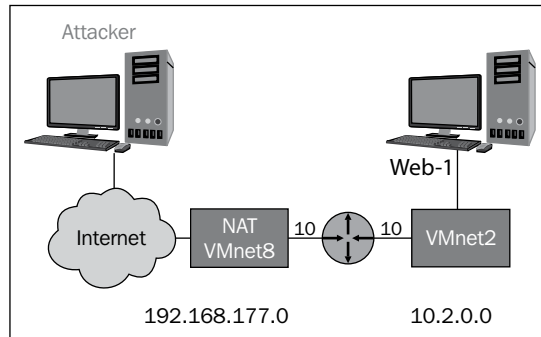 Attacker
Web-1
Internet
NAT
VMnet8
10
10
VMnet2
192.168.177.0
10.2.0.0